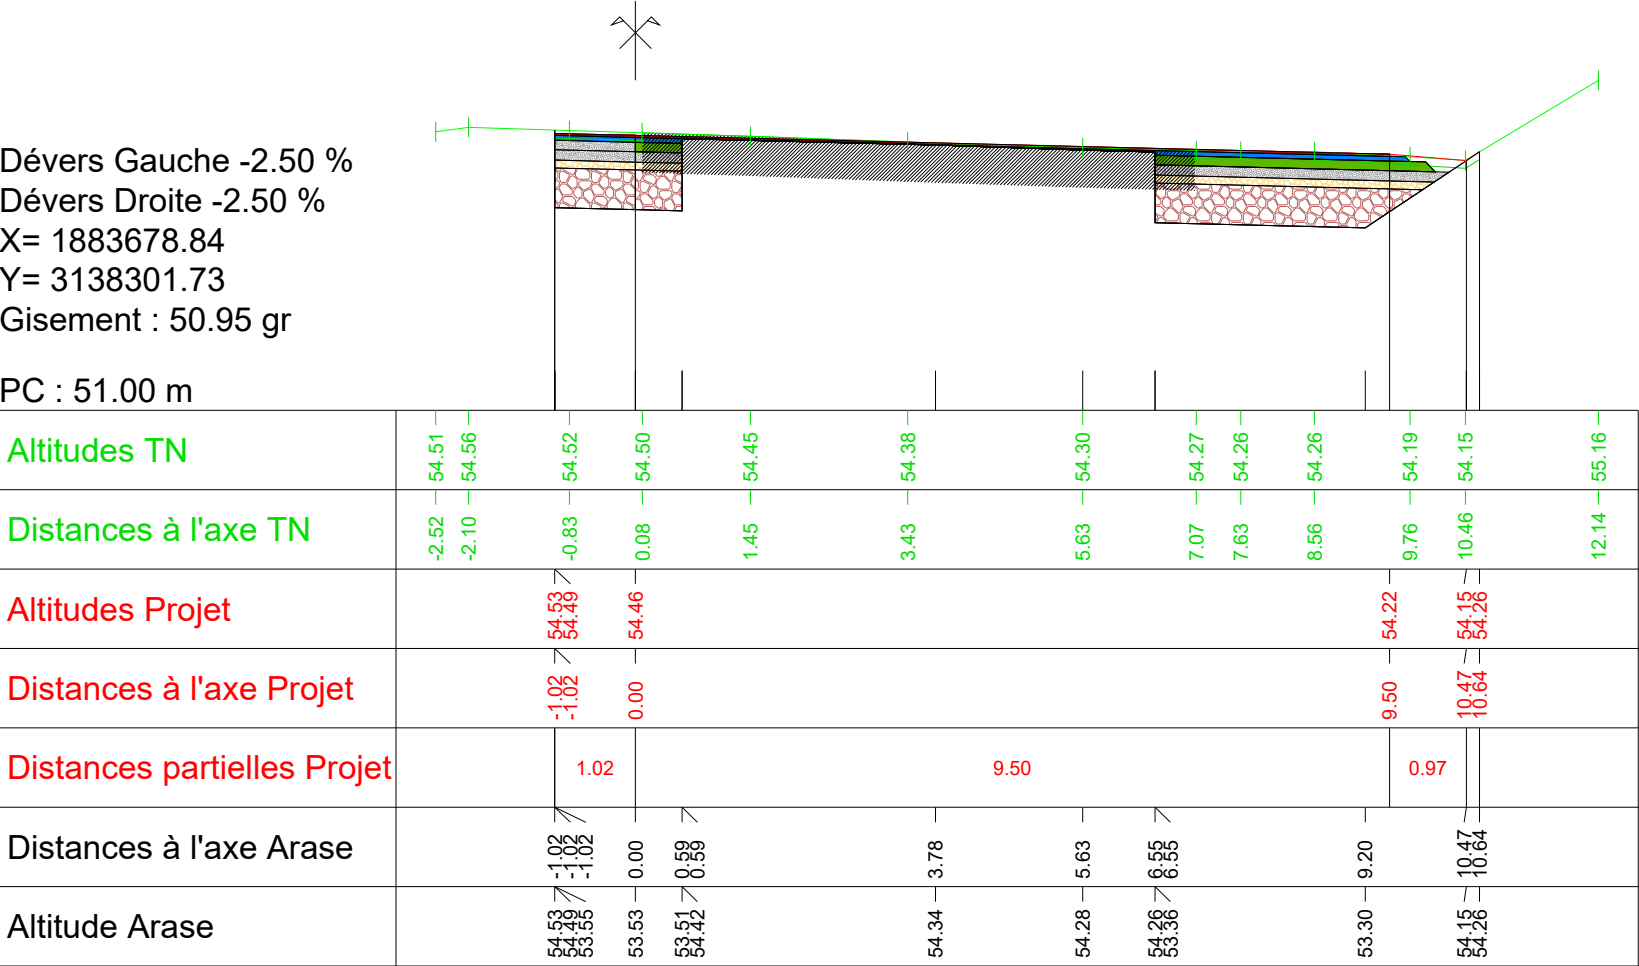 Dévers Gauche -2.50 %
Dévers Droite -2.50 %
X= 1883678.84
Y= 3138301.73
Gisement : 50.95 gr
PC : 51.00 m
Altitudes TN 54.51 54.56 54.52 54.50 54.45 54.38 54.30 54.27 54.26 54.26 54.19 54.15 55.16
Distances à l'axe TN -2.52 -2.10 -0.83 0.08 1.45 3.43 5.63 7.07 7.63 8.56 9.76 10.46 12.14
Altitudes Projet 54.53 54.49 54.46 54.22 54.15 54.26
Distances à l'axe Projet -1.02 -1.02 0.00 9.50 10.47 10.64
Distances partielles Projet 1.02 9.50 0.97
Distances à l'axe Arase -1.02 -1.02 -1.02 0.00 0.59 0.59 3.78 5.63 6.55 6.55 9.20 10.47 10.64
Altitude Arase 54.53 54.49 53.55 53.53 53.51 54.42 54.34 54.28 54.26 53.36 53.30 54.15 54.26